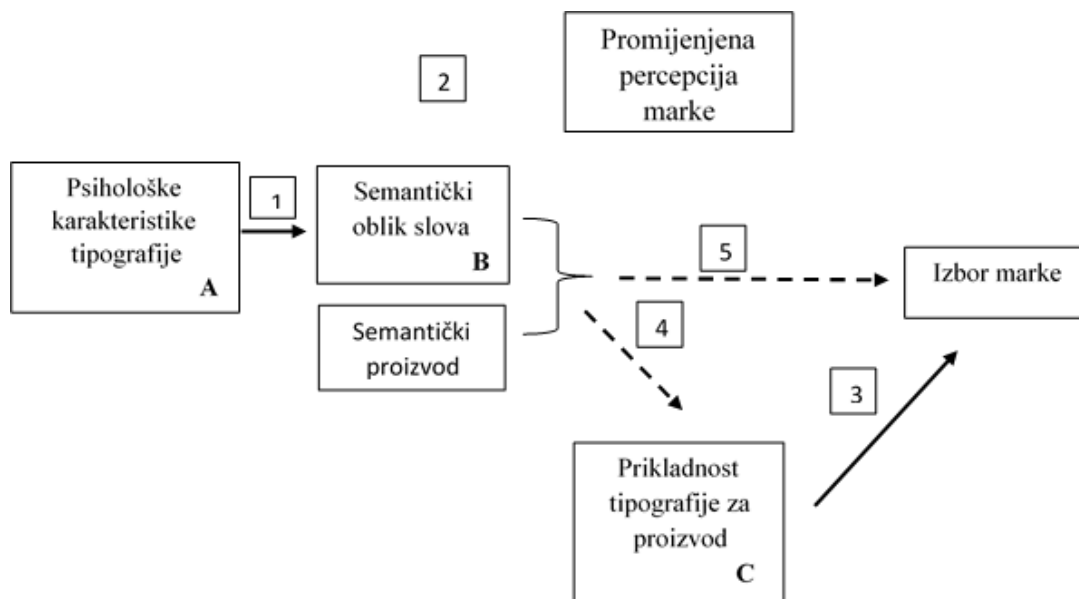 Promijenjena
percepcija
marke
2
Psihološke
karakteristike
tipografije
A
1
Semantički
oblik slova
B
Semantički
proizvod
5
4
Izbor marke
3
Prikladnost
tipografije za
proizvod
C